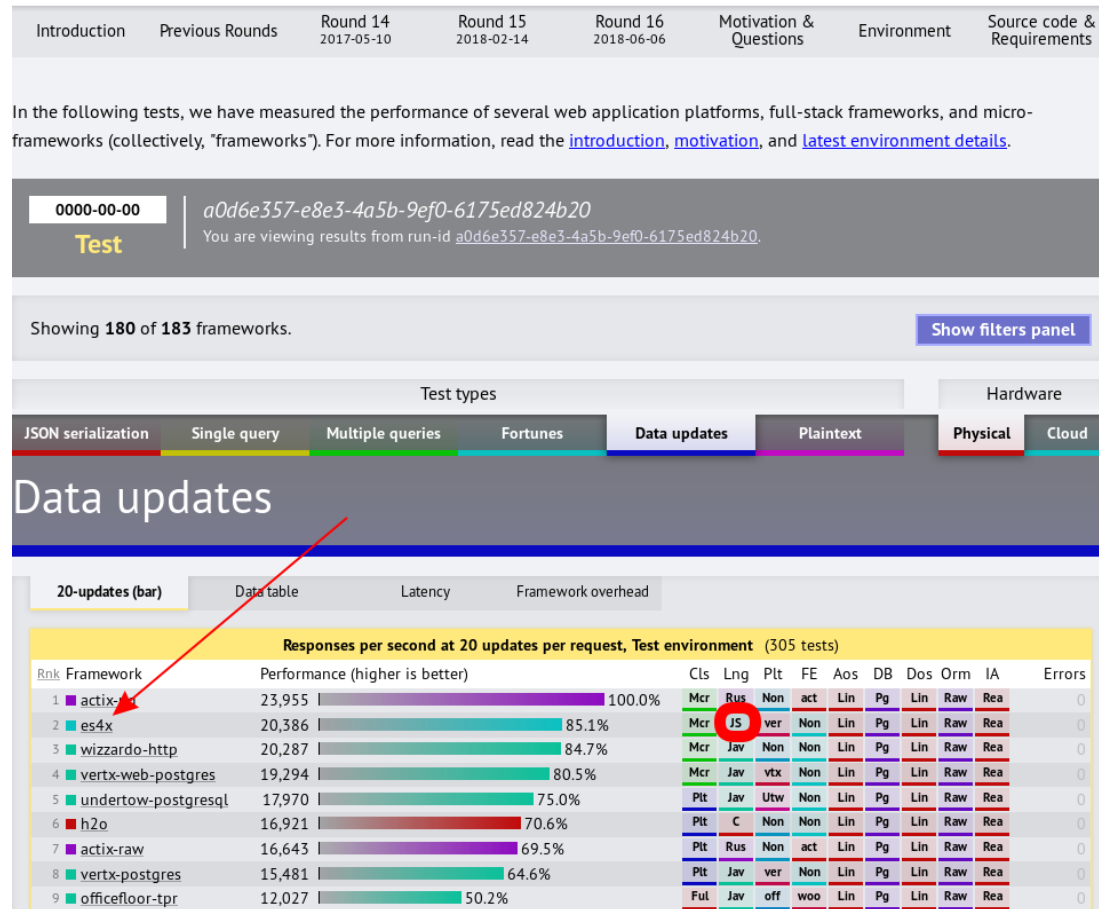 Introduction Previous Rounds Round 14 Round 15 Round 16 Motivation & Environment Source code &
2017-05-10 2018-02-14 2018-06-06 Questions Requirements
In the following tests, we have measured the performance of several web application platforms, full-stack frameworks, and micro-
frameworks (collectively, "frameworks"). For more information, read the introduction, motivation, and latest environment details.
0000-00-00 a0d6e357-e8e3-4a5b-9ef0-6175ed824b20
Test You are viewing results from run-id a0d6e357-e8e3-4a5b-9ef0-6175ed824b20.
Showing 180 of 183 frameworks. Show filters panel
Test types Hardware
JSON serialization Single query Multiple queries Fortunes Data updates Plaintext Physical Cloud
Data updates
20-updates (bar) Data table Latency Framework overhead
Responses per second at 20 updates per request, Test environment (305 tests)
Rnk Framework Performance (higher is better) Cls Lng Plt FE Aos DB Dos Orm IA Errors
1 23,955 100.0% Mcr Rus Non act Lin Pg Lin Raw Rea 0
2 es4x 20,386 85.1% Mcr JS ver Non Lin Pg Lin Raw Rea 0
3 wizzardo-http 20,287 84.7% Mcr Jav Non Non Lin Pg Lin Raw Rea 0
4 vertx-web-postgres 19,294 80.5% Mcr Jav vtx Non Lin Pg Lin Raw Rea 0
5 undertow-postgresql 17,970 75.0% Plt Jav Utw Non Lin Pg Lin Raw Rea 0
6 h2o 16,921 70.6% Plt C Non Non Lin Pg Lin Raw Rea 0
7 actix-raw 16,643 69.5% Plt Rus Non act Lin Pg Lin Raw Rea 0
8 vertx-postgres 15,481 64.6% Plt Jav ver Non Lin Pg Lin Raw Rea 0
9 officefloor-tpr 12,027 50.2% Ful Jav off woo Lin Pg Lin Raw Rea 0